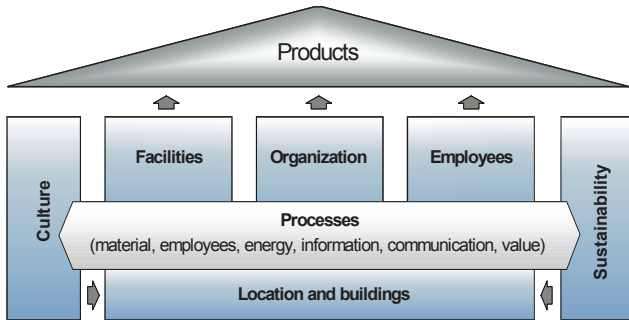 Products
Facilities
Organization
Employees
Culture
Sustainability
Processes
(material, employees, energy, information, communication, value)
Location and buildings